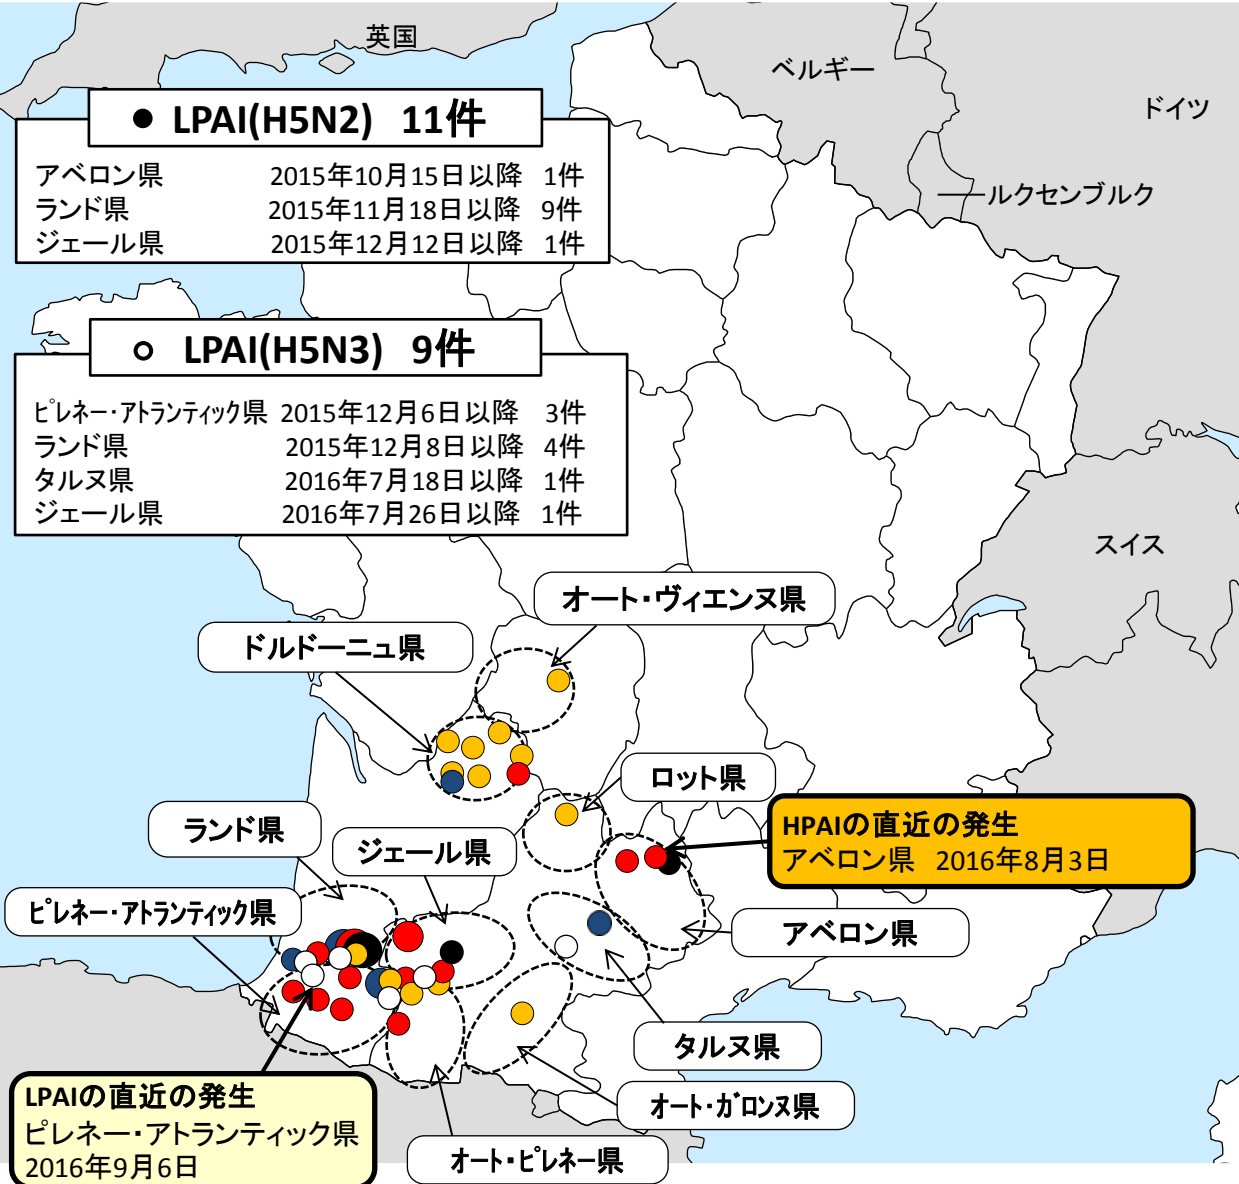 英国
ベルギー
ドイツ
ルクセンブルク
● LPAI(H5N2) 11件
アベロン県 2015年10月15日以降 1件
ランド県 2015年11月18日以降 9件
ジェール県 2015年12月12日以降 1件
○ LPAI(H5N3) 9件
ピレネー・アトランティック県 2015年12月6日以降 3件
ランド県 2015年12月8日以降 4件
タルヌ県 2016年7月18日以降 1件
ジェール県 2016年7月26日以降 1件
スイス
オート・ヴィエンヌ県
ドルドーニュ県
ロット県
ランド県
ジェール県
HPAIの直近の発生
アベロン県 2016年8月3日
ピレネー・アトランティック県
アベロン県
タルヌ県
オート・ガロンヌ県
オート・ピレネー県
LPAIの直近の発生
ピレネー・アトランティック県
2016年9月6日